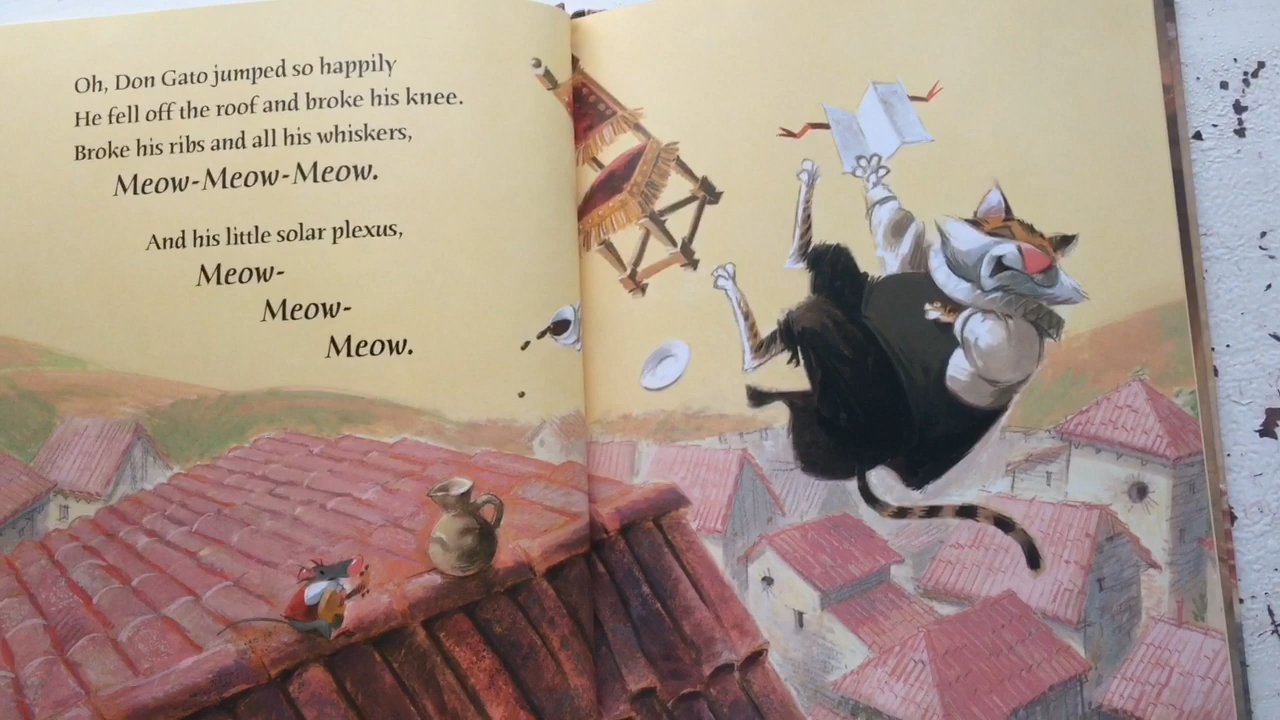 Oh, Don Gato jumped so happily
He fell off the roof and broke his knee.
Broke his ribs and all his whiskers,
Meow-Meow-Meow.
And his little solar plexus,
Meow-
Meow-
Meow.